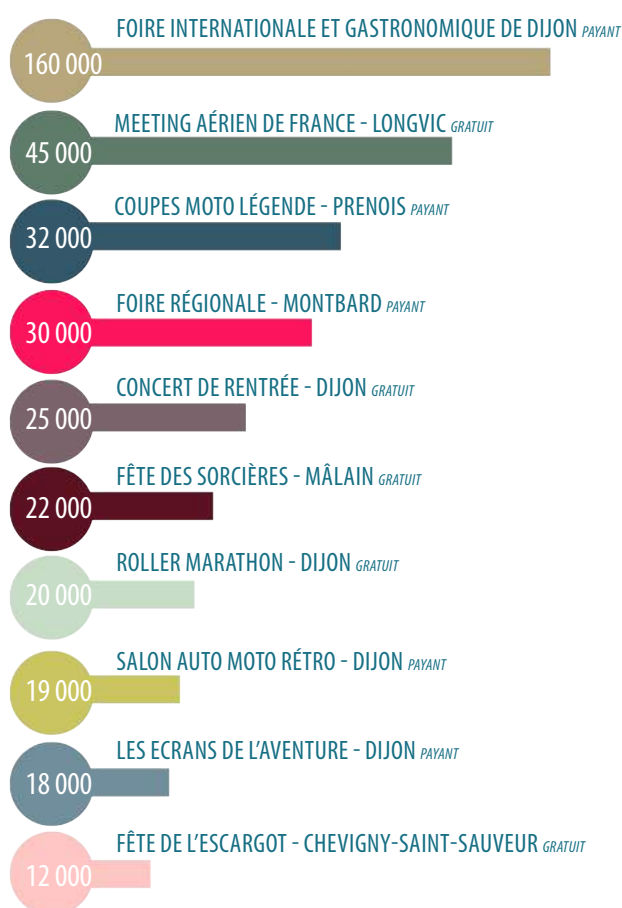 FOIRE INTERNATIONALE ET GASTRONOMIQUE DE DIJON PAYANT
160 000
MEETING AÉRIEN DE FRANCE - LONGVIC GRATUIT
45 000
COUPES MOTO LÉGENDE - PRENOIS PAYANT
32 000
FOIRE RÉGIONALE - MONTBARD PAYANT
30 000
CONCERT DE RENTRÉE - DIJON GRATUIT
25 000
FÊTE DES SORCIÈRES - MÂLAIN GRATUIT
22 000
ROLLER MARATHON - DIJON GRATUIT
20 000
SALON AUTO MOTO RÉTRO - DIJON PAYANT
19 000
LES ECRANS DE L'AVENTURE - DIJON PAYANT
18 000
FÊTE DE L'ESCARGOT - CHEVIGNY-SAINT-SAUVEUR GRATUIT
12 000